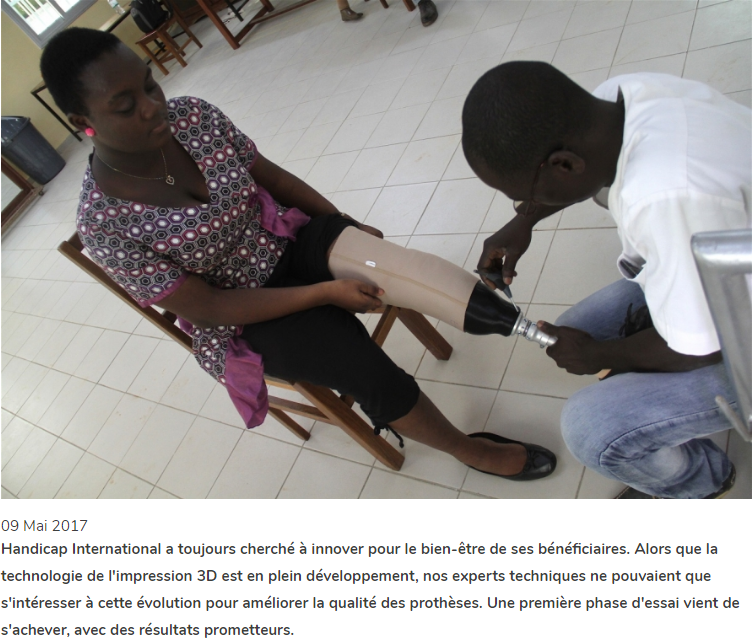 09 Mai 2017
Handicap International a toujours cherché à innover pour le bien-être de ses bénéficiaires. Alors que la
technologie de l'impression 3D est en plein développement, nos experts techniques ne pouvaient que
s'intéresser à cette évolution pour améliorer la qualité des prothèses. Une première phase d'essai vient de
s'achever, avec des résultats prometteurs.